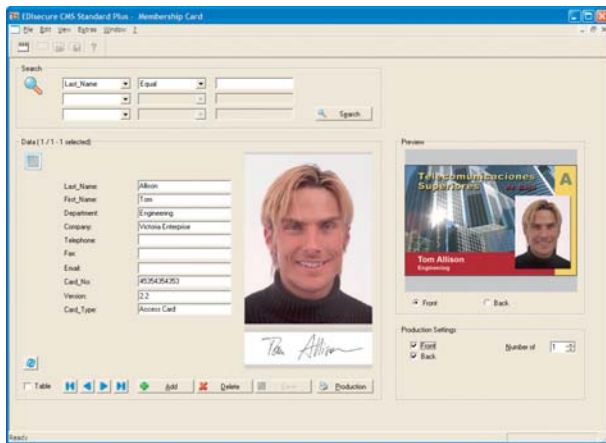 EDIsecure CMS Standard Plus - Membership Card
File Edit View Extras Window ?
Search
Last_Name Equal
Search
Data ( 1 / 1 - 1 selected)
Last_Name: Allison
First_Name: Tom
Department: Engineering
Company: Victoria Enterprise
Telephone:
Fax:
Email:
Card_No: 45354354353
Version: 2.2
Card_Type: Access Card
Tom Allison
Table
Add
Delete
Production
Preview
Telecomunicaciones
Superiores
A
Tom Allison
Engineering
Front
Back
Production Settings
Front
Back
Number of 1
Ready